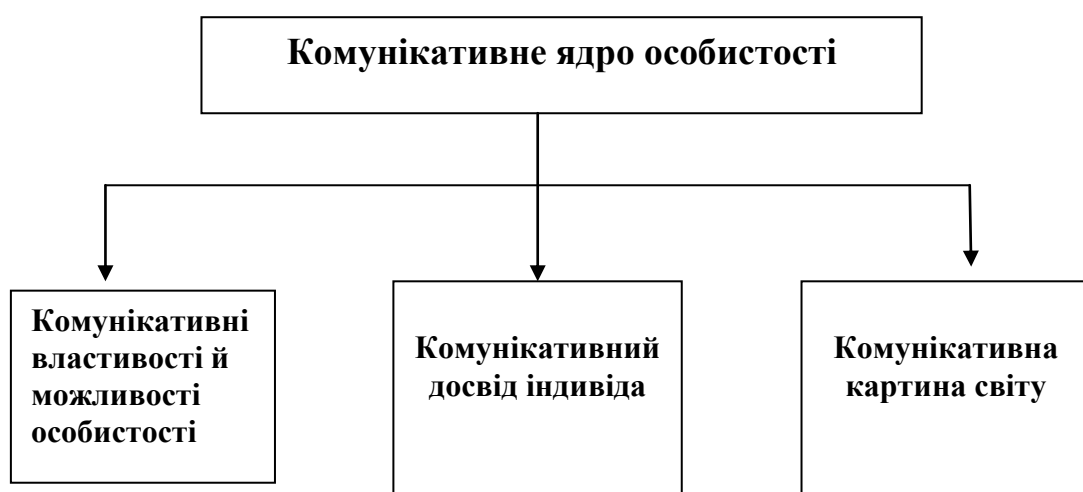 Комунікативне ядро особистості
Комунікативні
властивості й
можливості
особистості
Комунікативний
досвід індивіда
Комунікативна
картина світу